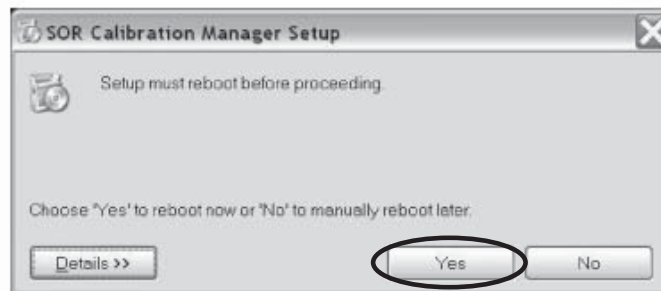 SOR Calibration Manager Setup
Setup must reboot before proceeding.
Choose 'Yes' to reboot now or 'No' to manually reboot later.
Details >>
Yes
No